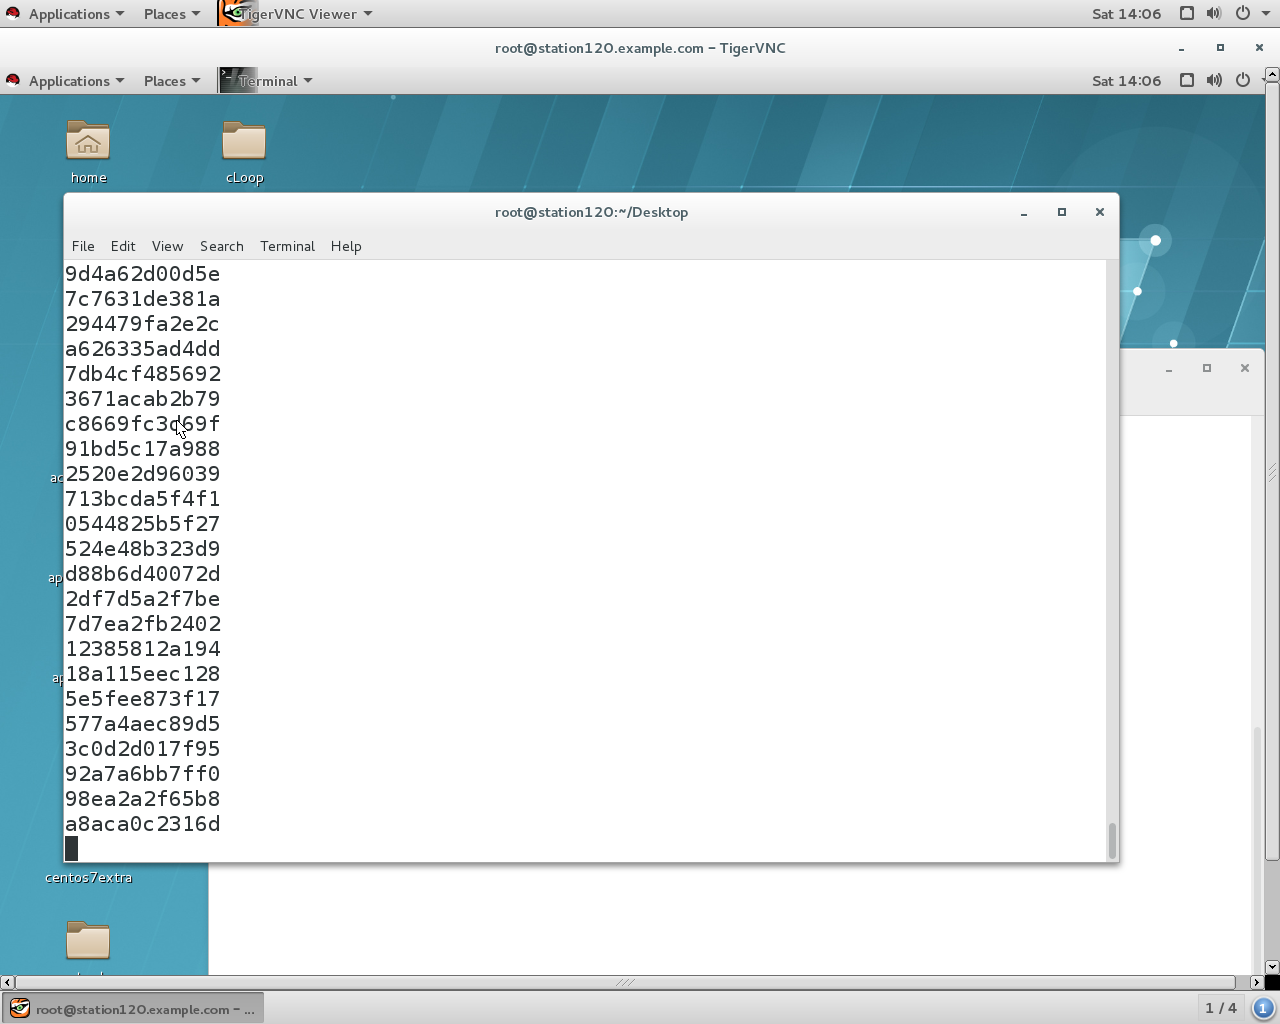 Applications Places TigerVNC Viewer Sat 14:06
root@station120.example.com – TigerVNC
Applications Places Terminal Sat 14:06
home cLoop
root@station120:~/Desktop
File Edit View Search Terminal Help
9d4a62d00d5e
7c7631de381a
294479fa2e2c
a626335ad4dd
7db4cf485692
3671acab2b79
c8669fc3d69f
91bd5c17a988
2520e2d96039
713bcda5f4f1
0544825b5f27
524e48b323d9
d88b6d40072d
2df7d5a2f7be
7d7ea2fb2402
12385812a194
18a115eec128
5e5fee873f17
577a4aec89d5
3c0d2d017f95
92a7a6bb7ff0
98ea2a2f65b8
a8aca0c2316d
centos7extra
root@station120.example.com – ... 1 / 4 1